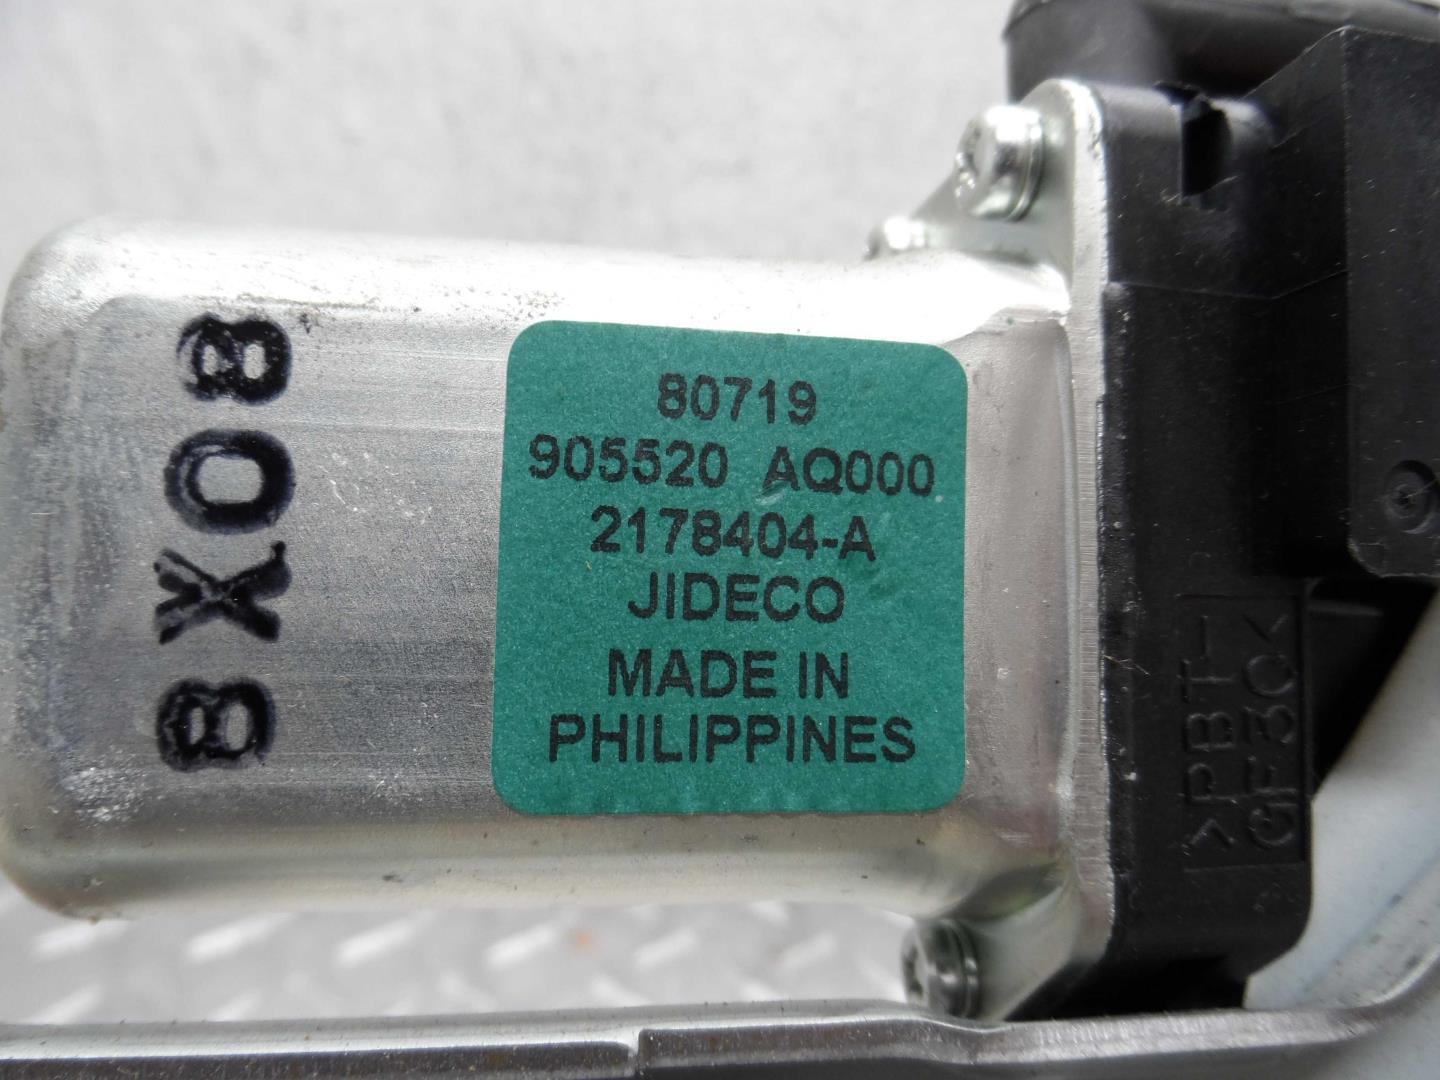 8X08
80719
905520 AQ000
2178404-A
JIDECO
MADE IN
PHILIPPINES
>PBT-
GF30<